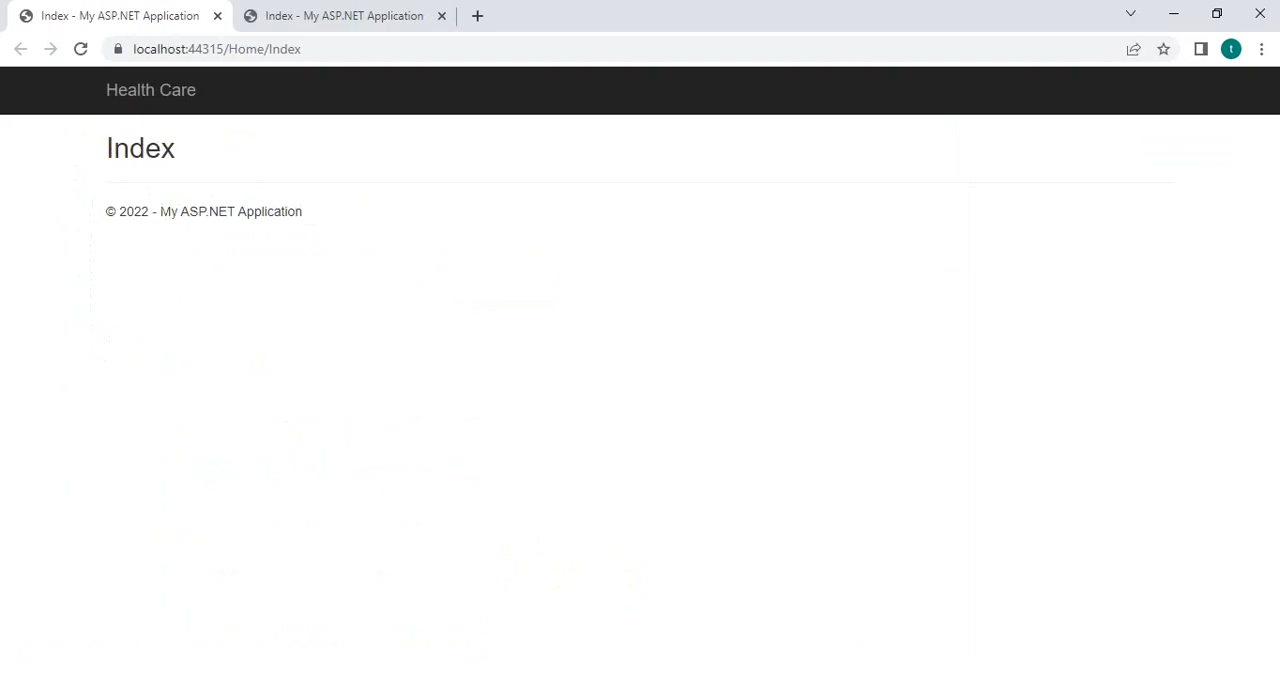 Index - My ASP.NET Application
Index - My ASP.NET Application
localhost:44315/Home/Index
t
Health Care
Index
© 2022 - My ASP.NET Application